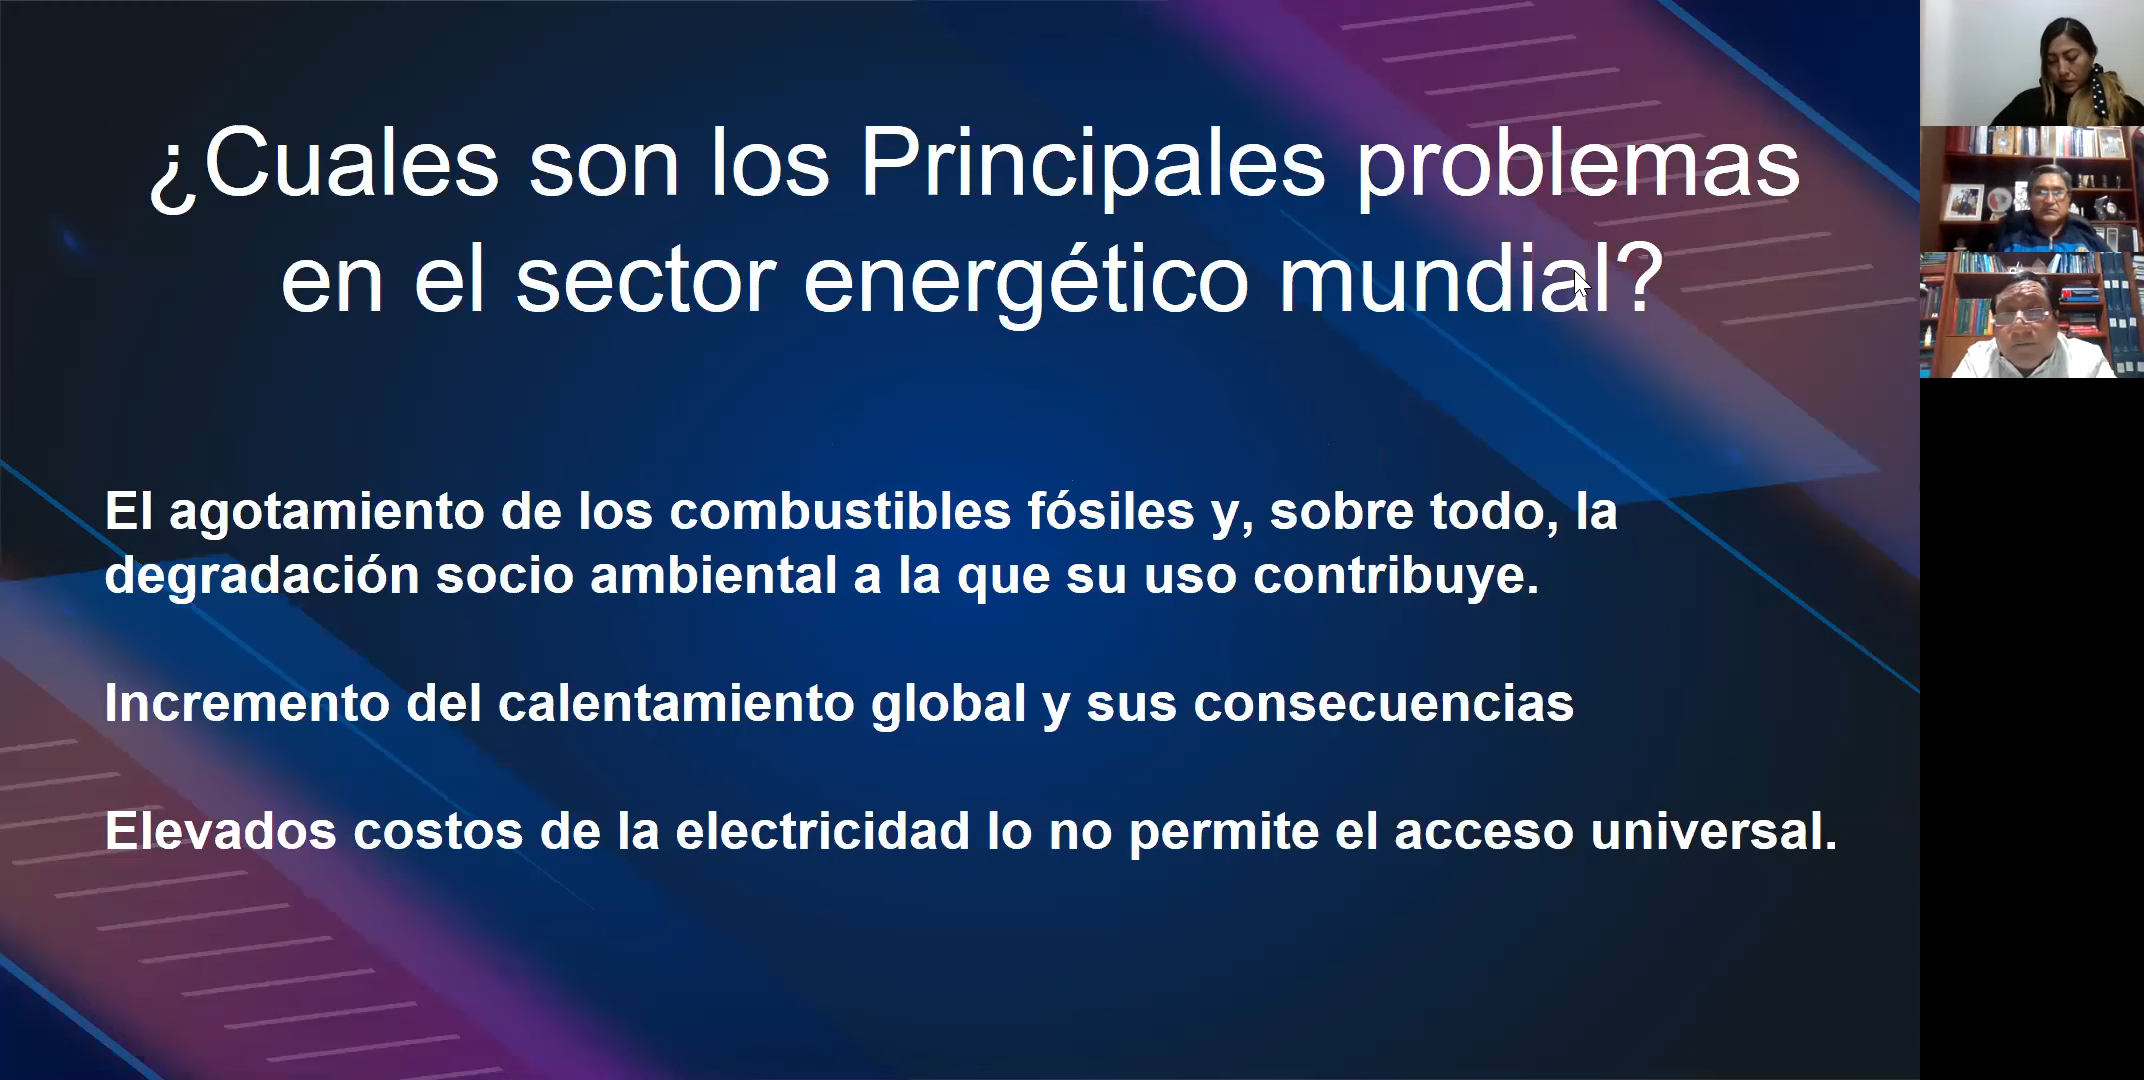 ¿Cuales son los Principales problemas
en el sector energético mundial?
El agotamiento de los combustibles fósiles y, sobre todo, la
degradación socio ambiental a la que su uso contribuye.
Incremento del calentamiento global y sus consecuencias
Elevados costos de la electricidad lo no permite el acceso universal.